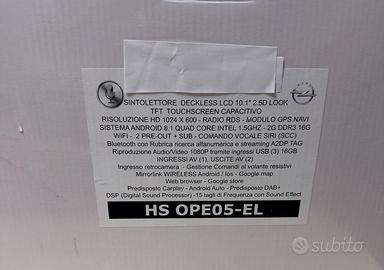 SINTOLETTORE DECKLESS LCD 10.1" 2.5D LOOK
TFT TOUCHSCREEN CAPACITIVO
RISOLUZIONE HD 1024 X 600 - RADIO RDS - MODULO GPS NAVI
SISTEMA ANDROID 8.1 QUAD CORE INTEL 1.5GHZ - 2G DDR3 16G
WIFI - 2 PRE-OUT + SUB - COMANDO VOCALE SIRI (SCC)
Bluetooth con Rubrica ricerca alfanumerica e streaming A2DP TAG
Riproduzione Audio/Video 1080P tramite ingressi USB (3) 16GB
INGRESSI AV (1), USCITE AV (2)
Ingresso retrocamera - Gestione Comandi al volante resistivi
Mirrorlink WIRELESS Android / Ios - Google map
Web browser - Google store
Predisposto Carplay - Android Auto - Predisposto DAB+
DSP (Digital Sound Processor) -15 tagli di Frequenza con Sound Effect
HS OPE05-EL
subito